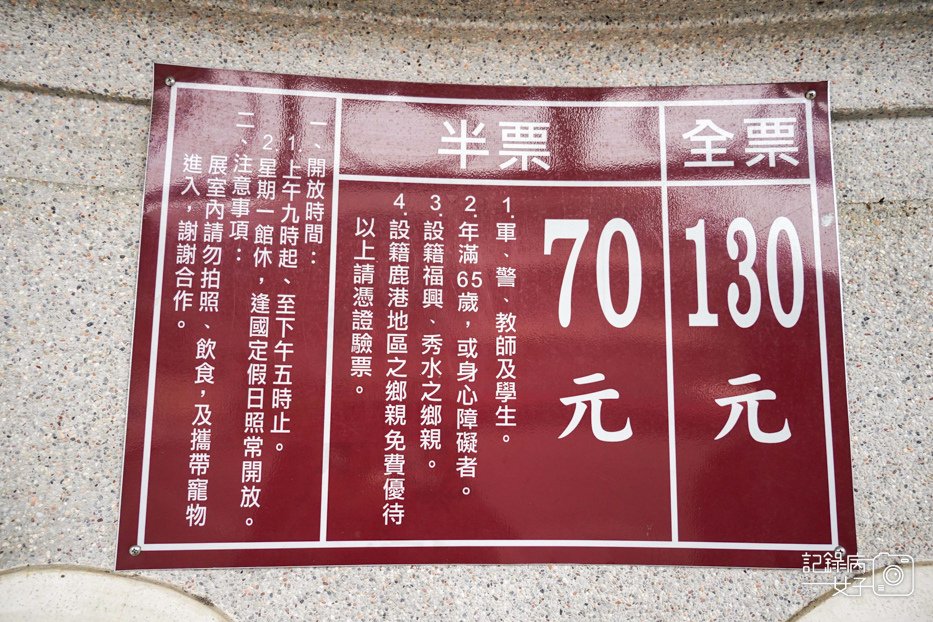 全票
130
元
半票
70
元
1.軍、警、教師及學生。
2.年滿65歲,或身心障礙者。
3.設籍福興、秀水之鄉親。
4.設籍鹿港地區之鄉親免費優待
以上請憑證驗票。
一、開放時間:
1.上午九時起、至下午五時止。
2.星期一館休,逢國定假日照常開放。
二、注意事項:
展室內請勿拍照、飲食,及攜帶寵物
進入,謝謝合作。
記錄病
女子